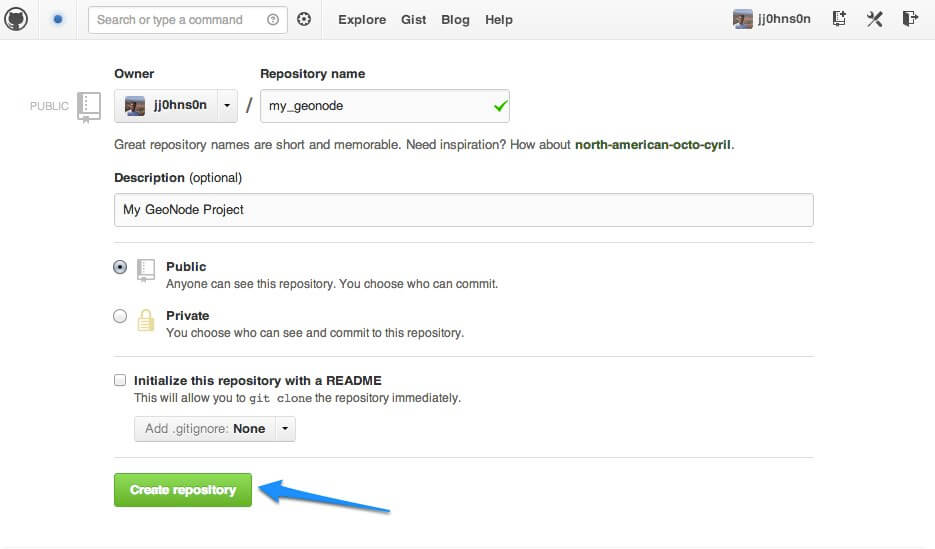 Search or type a command
Explore Gist Blog Help
jj0hns0n
Owner
Repository name
PUBLIC
jj0hns0n / my_geonode
Great repository names are short and memorable. Need inspiration? How about north-american-octo-cyril.
Description (optional)
My GeoNode Project
Public
Anyone can see this repository. You choose who can commit.
Private
You choose who can see and commit to this repository.
Initialize this repository with a README
This will allow you to git clone the repository immediately.
Add .gitignore: None
Create repository